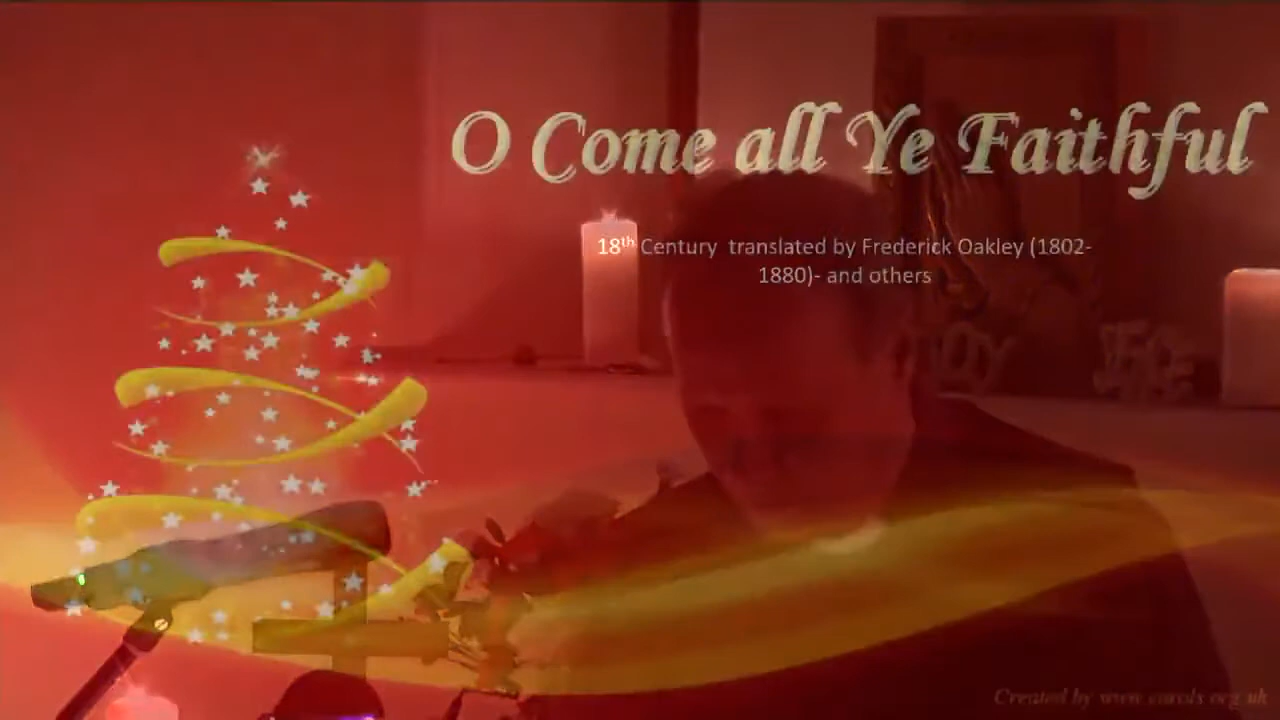 O Come all Ye Faithful
18th Century translated by Frederick Oakley (1802-
1880)- and others
JOY
Created by www.carols.org.uk